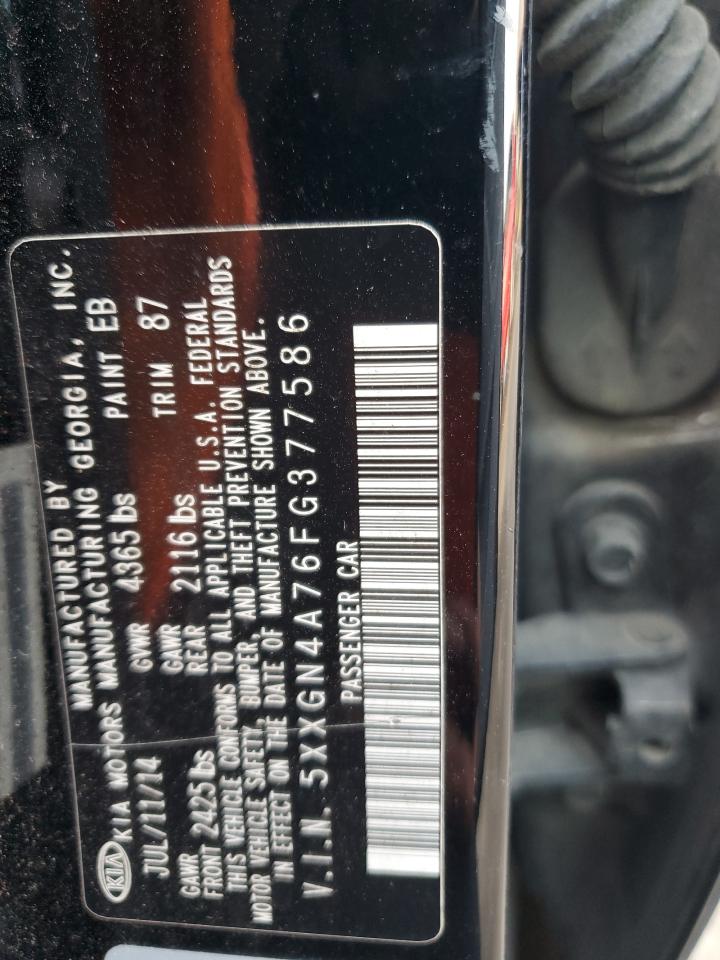 MANUFACTURED BY
KIA KIA MOTORS MANUFACTURING GEORGIA, INC.
JUL/11/14 GVWR 4365 lbs PAINT EB
GAWR FRONT 2425 lbs GAWR REAR 2116 lbs TRIM 87
THIS VEHICLE CONFORMS TO ALL APPLICABLE U.S.A. FEDERAL
MOTOR VEHICLE SAFETY, BUMPER, AND THEFT PREVENTION STANDARDS
IN EFFECT ON THE DATE OF MANUFACTURE SHOWN ABOVE.
V.I.N. 5XXGN4A76FG377586
PASSENGER CAR